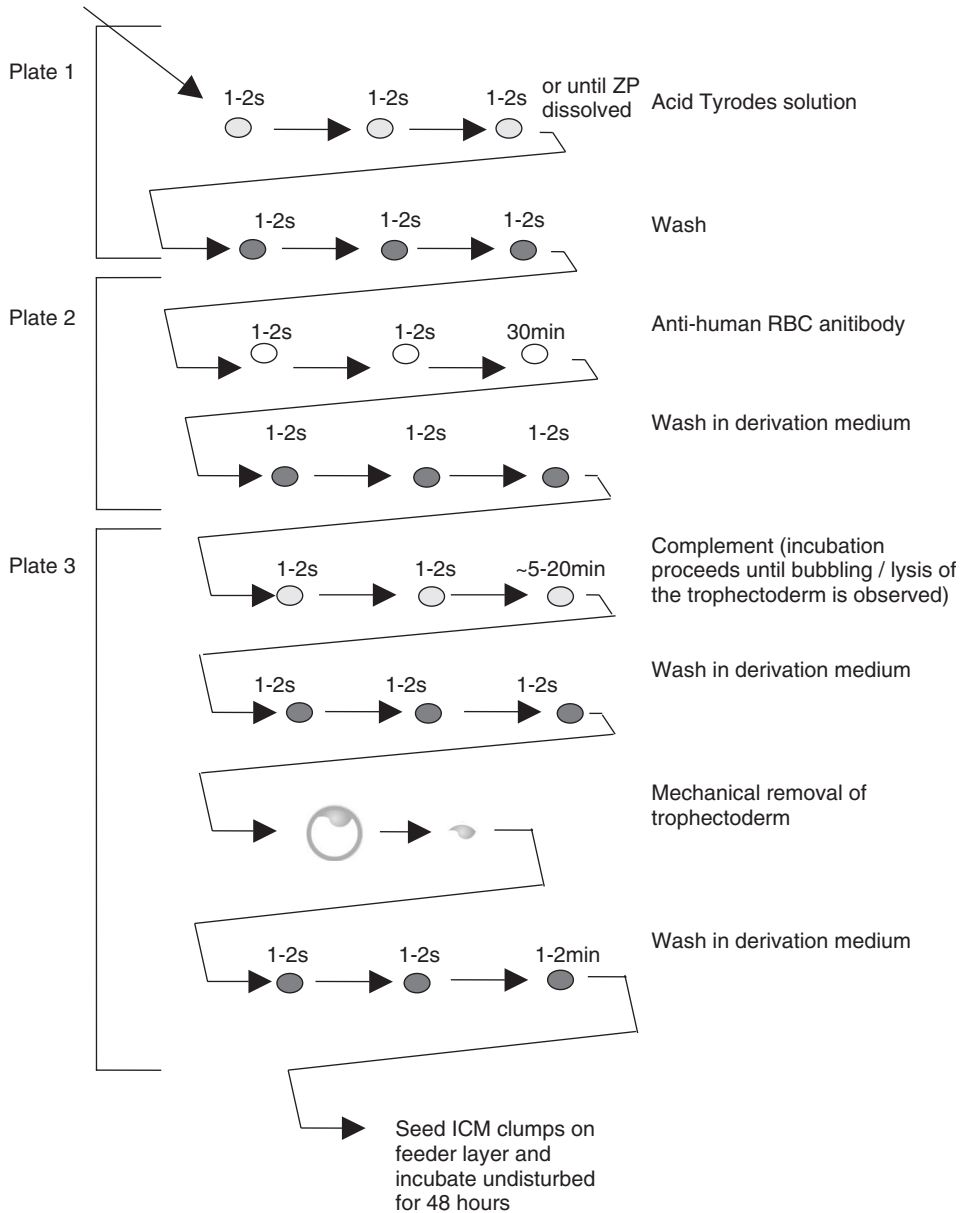 Plate 1
1-2s 1-2s 1-2s or until ZP
dissolved
Acid Tyrodes solution
1-2s 1-2s 1-2s
Wash
Plate 2
1-2s 1-2s 30min
Anti-human RBC anitibody
1-2s 1-2s 1-2s
Wash in derivation medium
Plate 3
1-2s 1-2s ~5-20min
Complement (incubation
proceeds until bubbling / lysis of
the trophectoderm is observed)
1-2s 1-2s 1-2s
Wash in derivation medium
Mechanical removal of
trophectoderm
1-2s 1-2s 1-2min
Wash in derivation medium
Seed ICM clumps on
feeder layer and
incubate undisturbed
for 48 hours